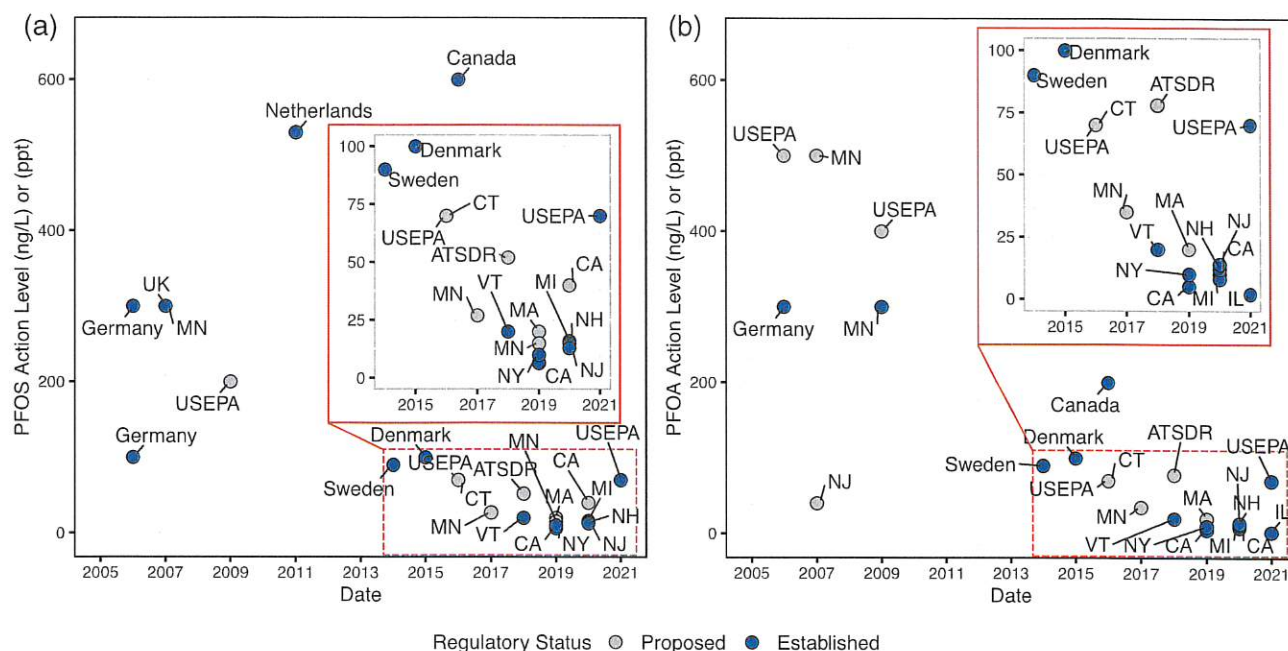 (a)
PFOS Action Level (ng/L) or (ppt)
600
400
200
0
Canada
Netherlands
UK
Germany
MN
USEPA
Germany
100
75
50
25
0
Denmark
Sweden
CT
USEPA
USEPA
ATSDR
CA
MN
VT
MI
MA
NH
MN
NY
CA
NJ
2015
2017
2019
2021
Denmark
MN
USEPA
USEPA
ATSDR
CA
Sweden
CT
MA
MI
MN
VT
NH
CA
NY
NJ
2005
2007
2009
2011
2013
2015
2017
2019
2021
Date
(b)
PFOA Action Level (ng/L) or (ppt)
600
400
200
0
USEPA
MN
USEPA
Germany
MN
NJ
100
75
50
25
0
Denmark
Sweden
ATSDR
CT
USEPA
USEPA
MN
MA
NJ
VT
NH
CA
NY
CA
MI
IL
2015
2017
2019
2021
Canada
Denmark
ATSDR
USEPA
Sweden
CT
NJ
USEPA
MN
MA
NH
IL
VT
NY
CA
MI
CA
2005
2007
2009
2011
2013
2015
2017
2019
2021
Date
Regulatory Status Proposed Established